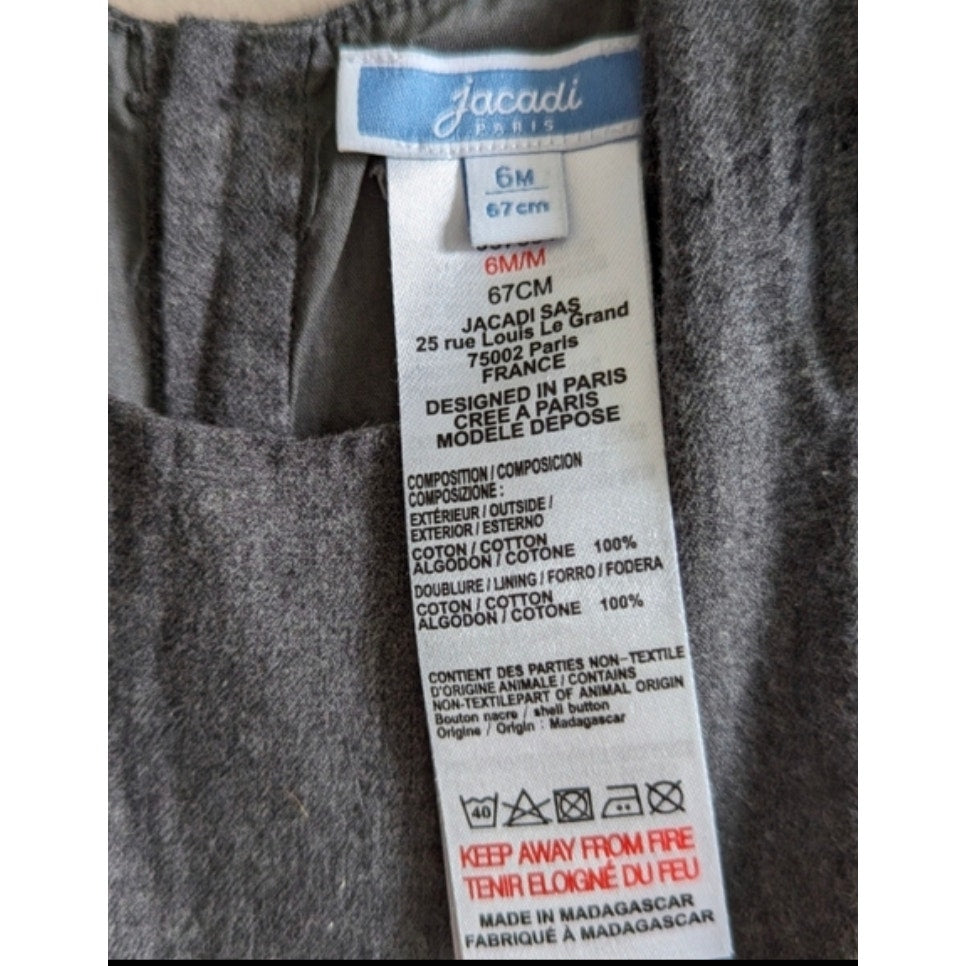 jacadi
PARIS
6M
67cm
6M/M
67CM
JACADI SAS
25 rue Louis Le Grand
75002 Paris
FRANCE
DESIGNED IN PARIS
CREE A PARIS
MODELE DEPOSE
COMPOSITION / COMPOSICION
COMPOSIZIONE :
EXTÉRIEUR / OUTSIDE /
EXTERIOR / ESTERNO
COTON / COTTON
ALGODON / COTONE 100%
DOUBLURE / LINING / FORRO / FODERA
COTON / COTTON
ALGODON / COTONE 100%
CONTIENT DES PARTIES NON-TEXTILE
D'ORIGINE ANIMALE / CONTAINS
NON-TEXTILEPART OF ANIMAL ORIGIN
Bouton nacre / shell button
Origine / Origin : Madagascar
40
KEEP AWAY FROM FIRE
TENIR ELOIGNÉ DU FEU
MADE IN MADAGASCAR
FABRIQUÉ À MADAGASCAR